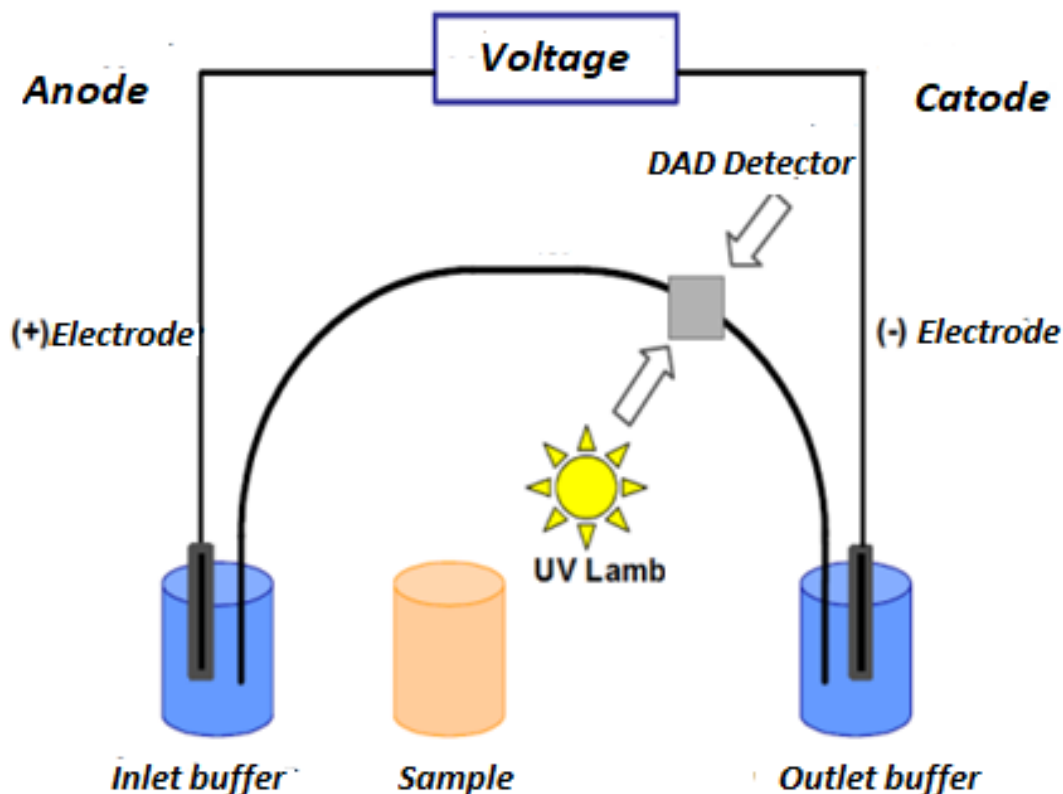 Voltage
Anode
Catode
DAD Detector
(+)Electrode
(-) Electrode
UV Lamb
Inlet buffer
Sample
Outlet buffer